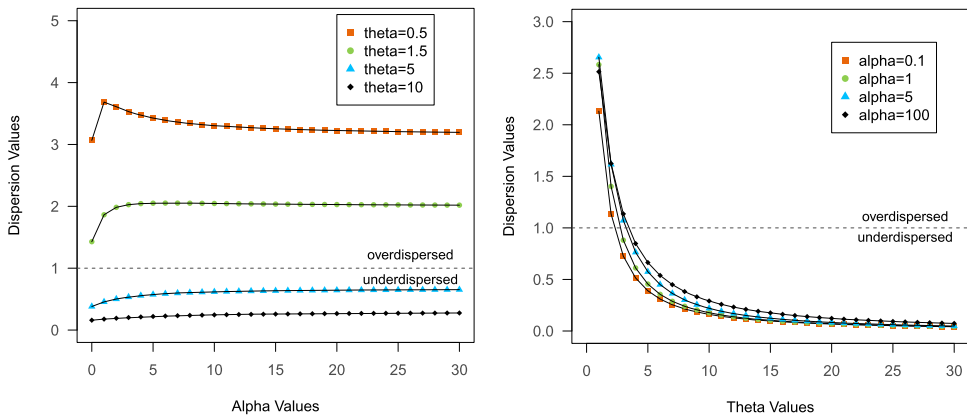 5
4
3
2
1
0
Dispersion Values
theta=0.5
theta=1.5
theta=5
theta=10
overdispersed
underdispersed
0 5 10 15 20 25 30
Alpha Values
3.0
2.5
2.0
1.5
1.0
0.5
0.0
Dispersion Values
alpha=0.1
alpha=1
alpha=5
alpha=100
overdispersed
underdispersed
0 5 10 15 20 25 30
Theta Values